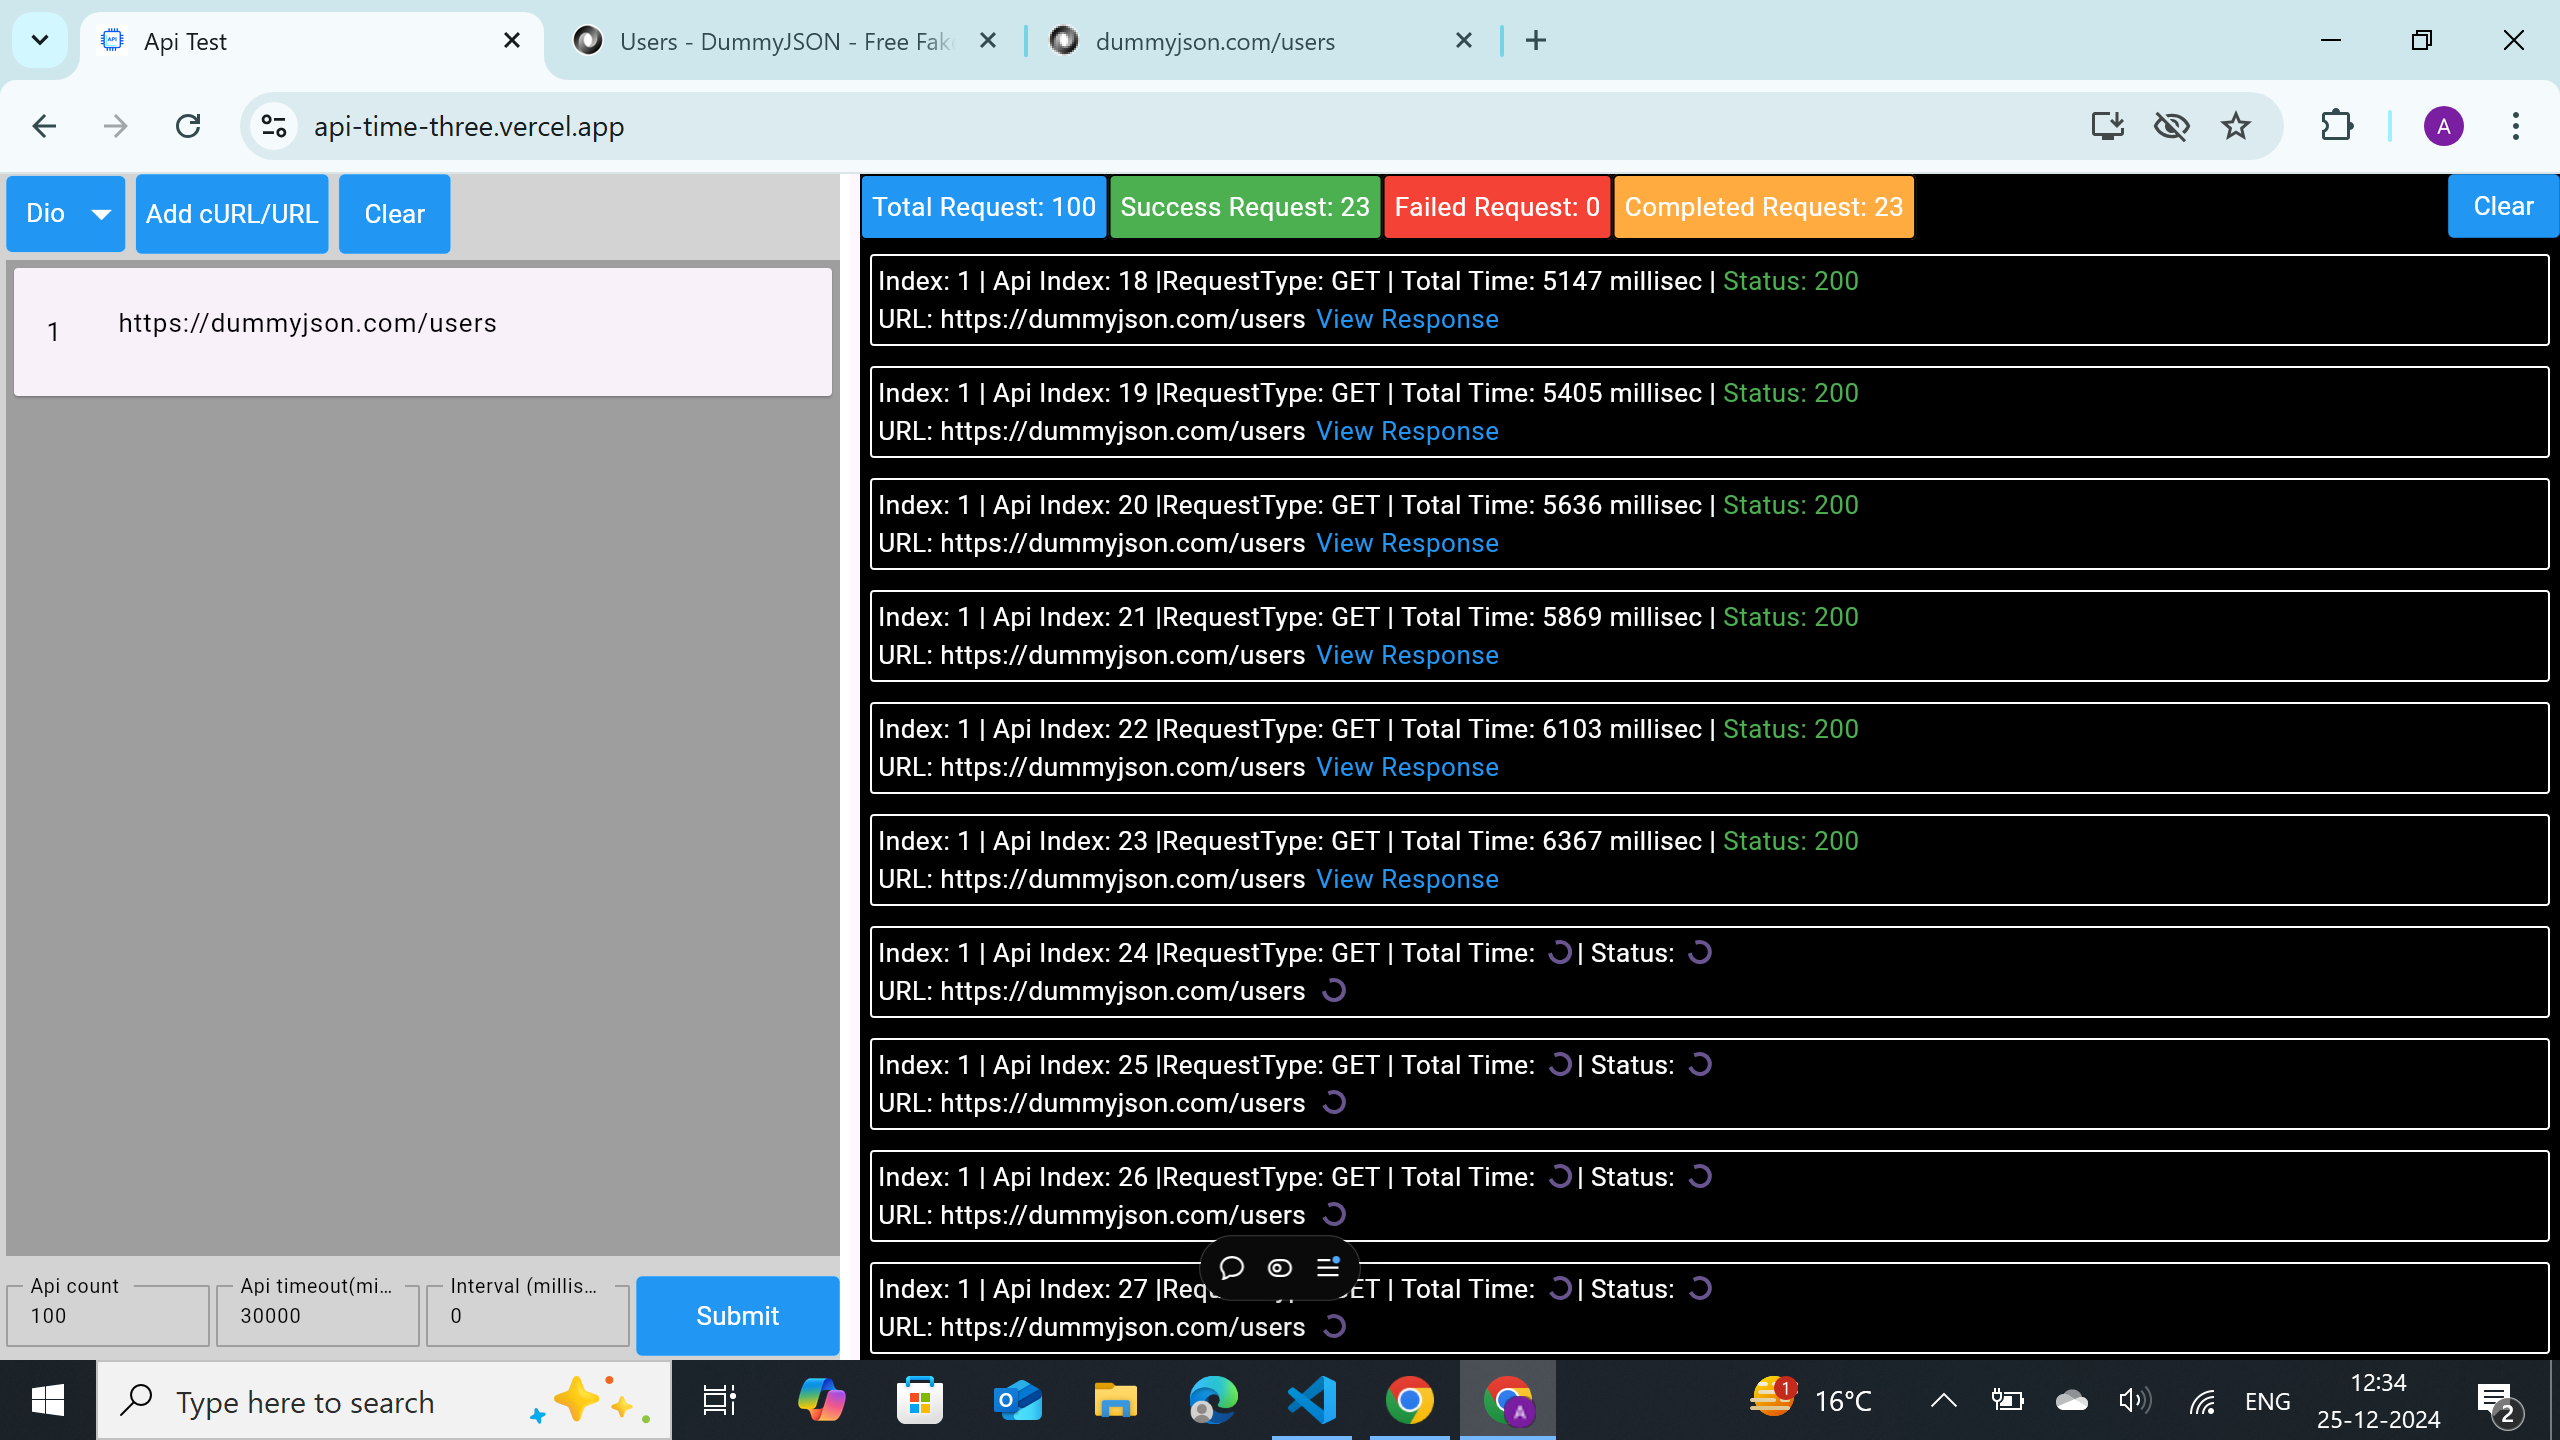 Api Test
Users - DummyJSON - Free Fak
dummyjson.com/users
api-time-three.vercel.app
A
Dio
Add cURL/URL
Clear
Total Request: 100
Success Request: 23
Failed Request: 0
Completed Request: 23
Clear
1
https://dummyjson.com/users
Index: 1 | Api Index: 18 |RequestType: GET | Total Time: 5147 millisec | Status: 200
URL: https://dummyjson.com/users View Response
Index: 1 | Api Index: 19 |RequestType: GET | Total Time: 5405 millisec | Status: 200
URL: https://dummyjson.com/users View Response
Index: 1 | Api Index: 20 |RequestType: GET | Total Time: 5636 millisec | Status: 200
URL: https://dummyjson.com/users View Response
Index: 1 | Api Index: 21 |RequestType: GET | Total Time: 5869 millisec | Status: 200
URL: https://dummyjson.com/users View Response
Index: 1 | Api Index: 22 |RequestType: GET | Total Time: 6103 millisec | Status: 200
URL: https://dummyjson.com/users View Response
Index: 1 | Api Index: 23 |RequestType: GET | Total Time: 6367 millisec | Status: 200
URL: https://dummyjson.com/users View Response
Index: 1 | Api Index: 24 |RequestType: GET | Total Time: | Status:
URL: https://dummyjson.com/users
Index: 1 | Api Index: 25 |RequestType: GET | Total Time: | Status:
URL: https://dummyjson.com/users
Index: 1 | Api Index: 26 |RequestType: GET | Total Time: | Status:
URL: https://dummyjson.com/users
Index: 1 | Api Index: 27 | Total Time: | Status:
URL: https://dummyjson.com/users
Api count
100
Api timeout(mi...
30000
Interval (millis...
0
Submit
Type here to search
A
1
16°C
ENG
12:34
25-12-2024
2